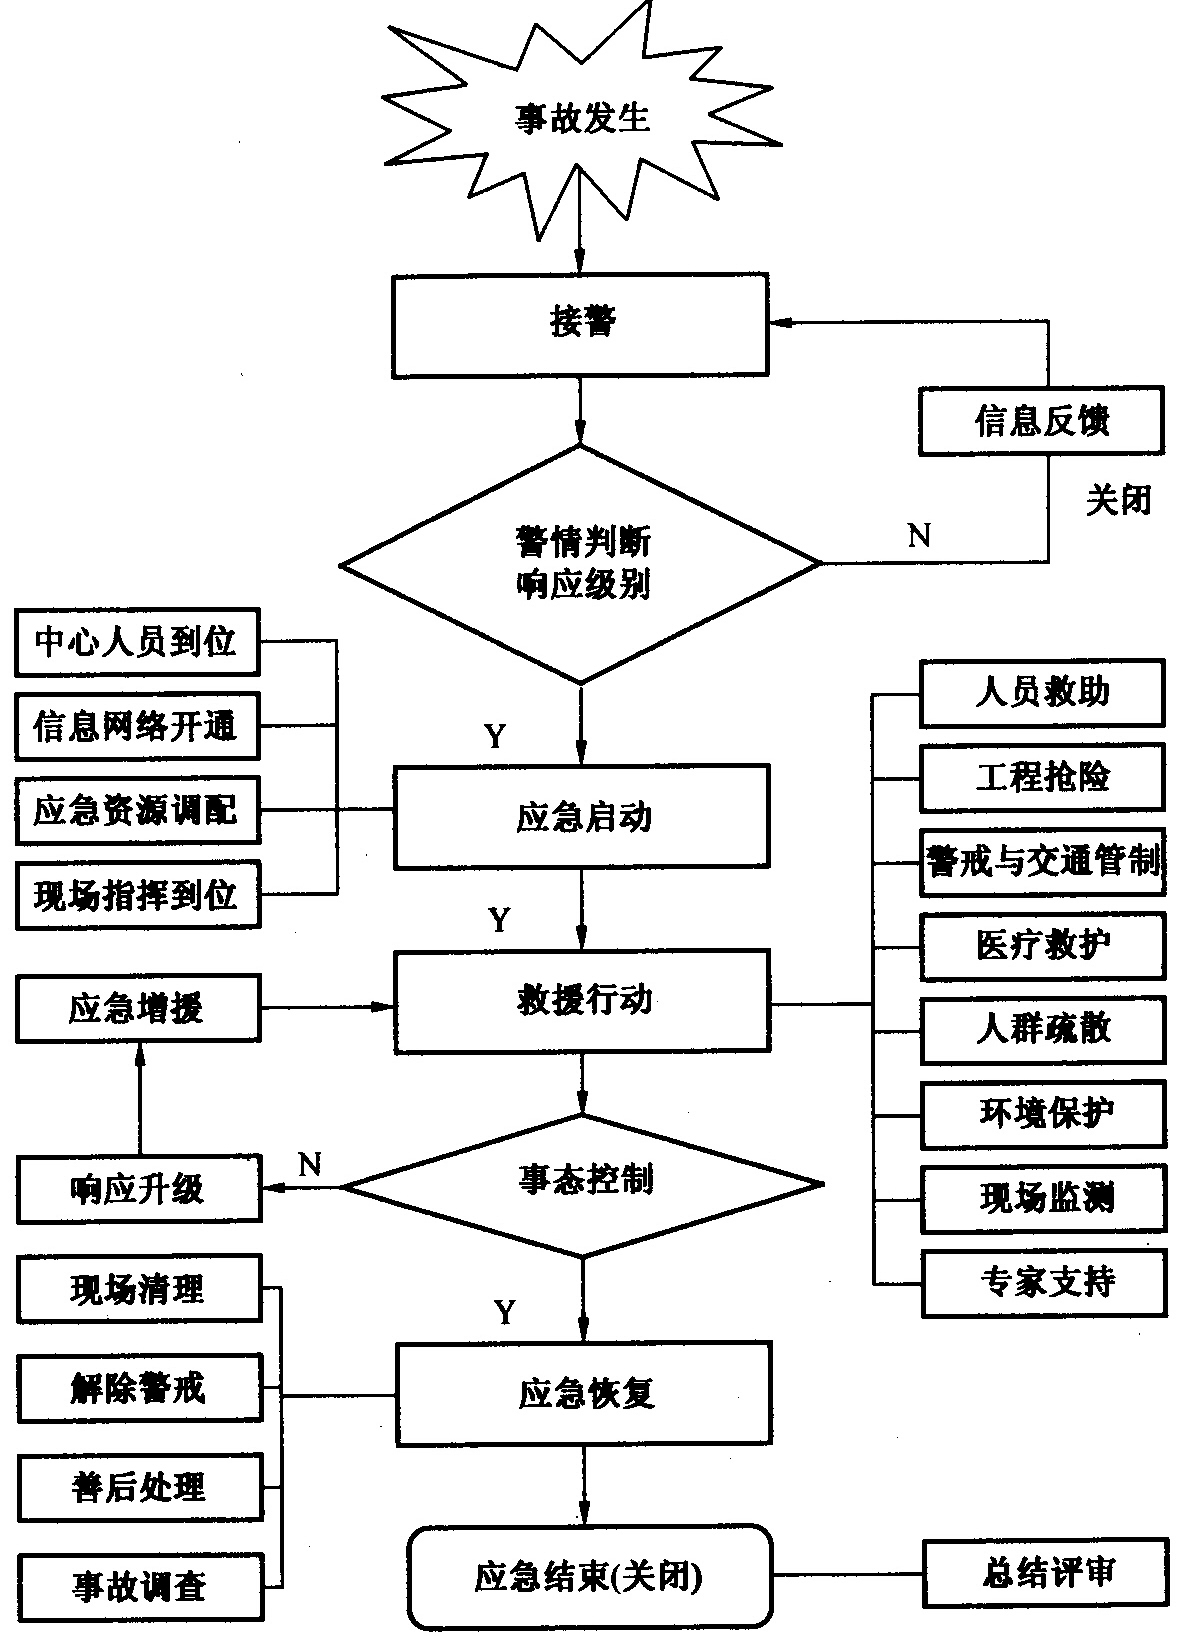 事故发生
接警
信息反馈
关闭
警情判断
响应级别
N
中心人员到位
信息网络开通
应急资源调配
现场指挥到位
Y
应急启动
人员救助
工程抢险
警戒与交通管制
医疗救护
人群疏散
环境保护
现场监测
专家支持
Y
应急增援
救援行动
响应升级
N
事态控制
现场清理
解除警戒
善后处理
事故调查
Y
应急恢复
应急结束(关闭)
总结评审